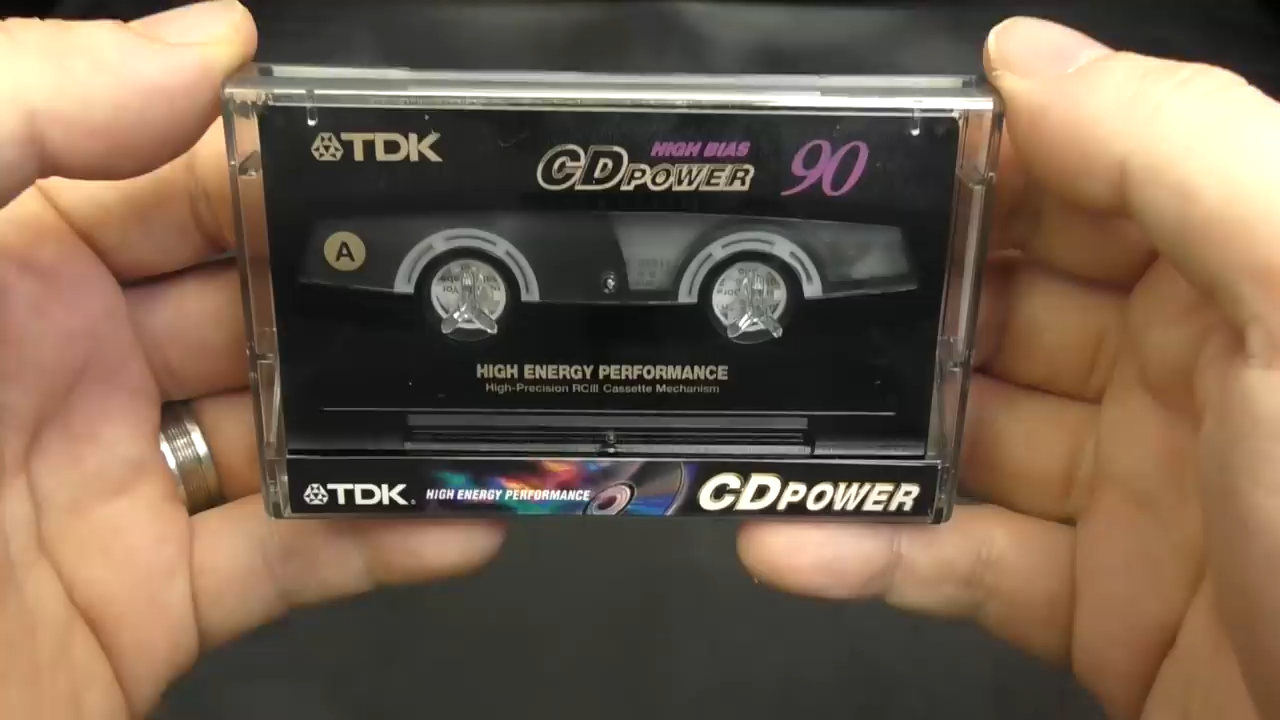 TDK
HIGH BIAS
CDPOWER
90
A
HIGH ENERGY PERFORMANCE
High-Precision RCIII Cassette Mechanism
TDK. HIGH ENERGY PERFORMANCE CDPOWER